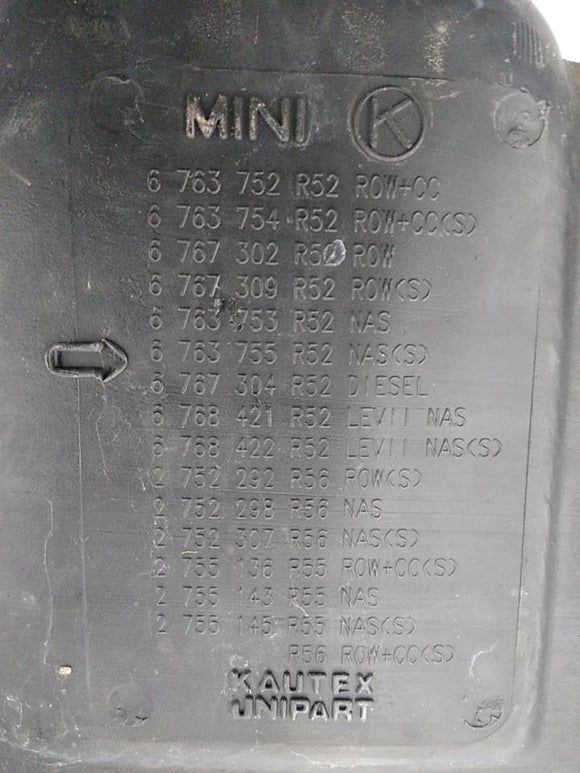 MINI K
6 763 752 R52 ROW+CC
6 763 754 R52 ROW+CC(S)
6 767 302 R50 ROW
6 767 309 R52 ROW(S)
6 763 753 R52 NAS
6 763 755 R52 NAS(S)
6 767 304 R52 DIESEL
6 768 421 R52 LEVII NAS
6 768 422 R52 LEVII NAS(S)
2 752 292 R56 ROW(S)
2 752 298 R56 NAS
2 752 307 R56 NAS(S)
2 755 136 R55 ROW+CC(S)
2 755 143 R55 NAS
2 755 145 R55 NAS(S)
R56 ROW+CC(S)
KAUTEX
UNIPART